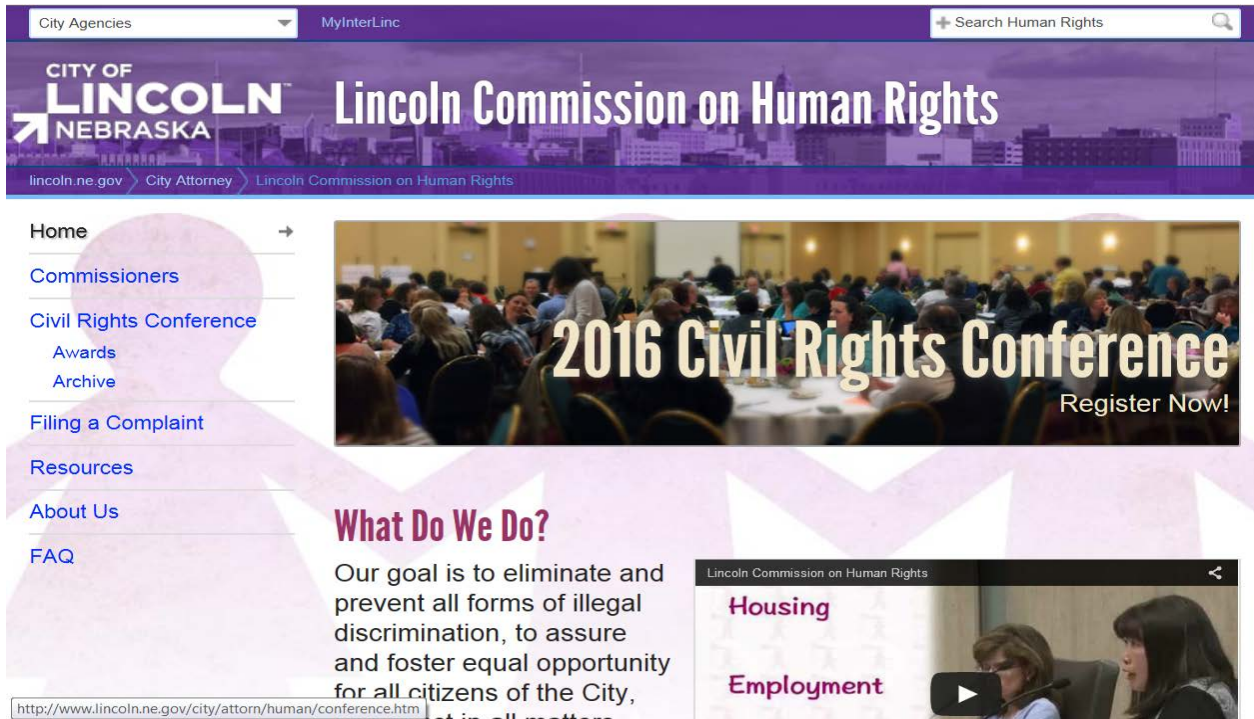 City Agencies
MyInterLinc
Search Human Rights
CITY OF
LINCOLN™
NEBRASKA
Lincoln Commission on Human Rights
lincoln.ne.gov
City Attorney
Lincoln Commission on Human Rights
Home
Commissioners
Civil Rights Conference
Awards
Archive
Filing a Complaint
Resources
About Us
FAQ
2016 Civil Rights Conference
Register Now!
What Do We Do?
Our goal is to eliminate and
prevent all forms of illegal
discrimination, to assure
and foster equal opportunity
for all citizens of the City,
in all matters
Lincoln Commission on Human Rights
Housing
Employment
http://www.lincoln.ne.gov/city/attorn/human/conference.htm